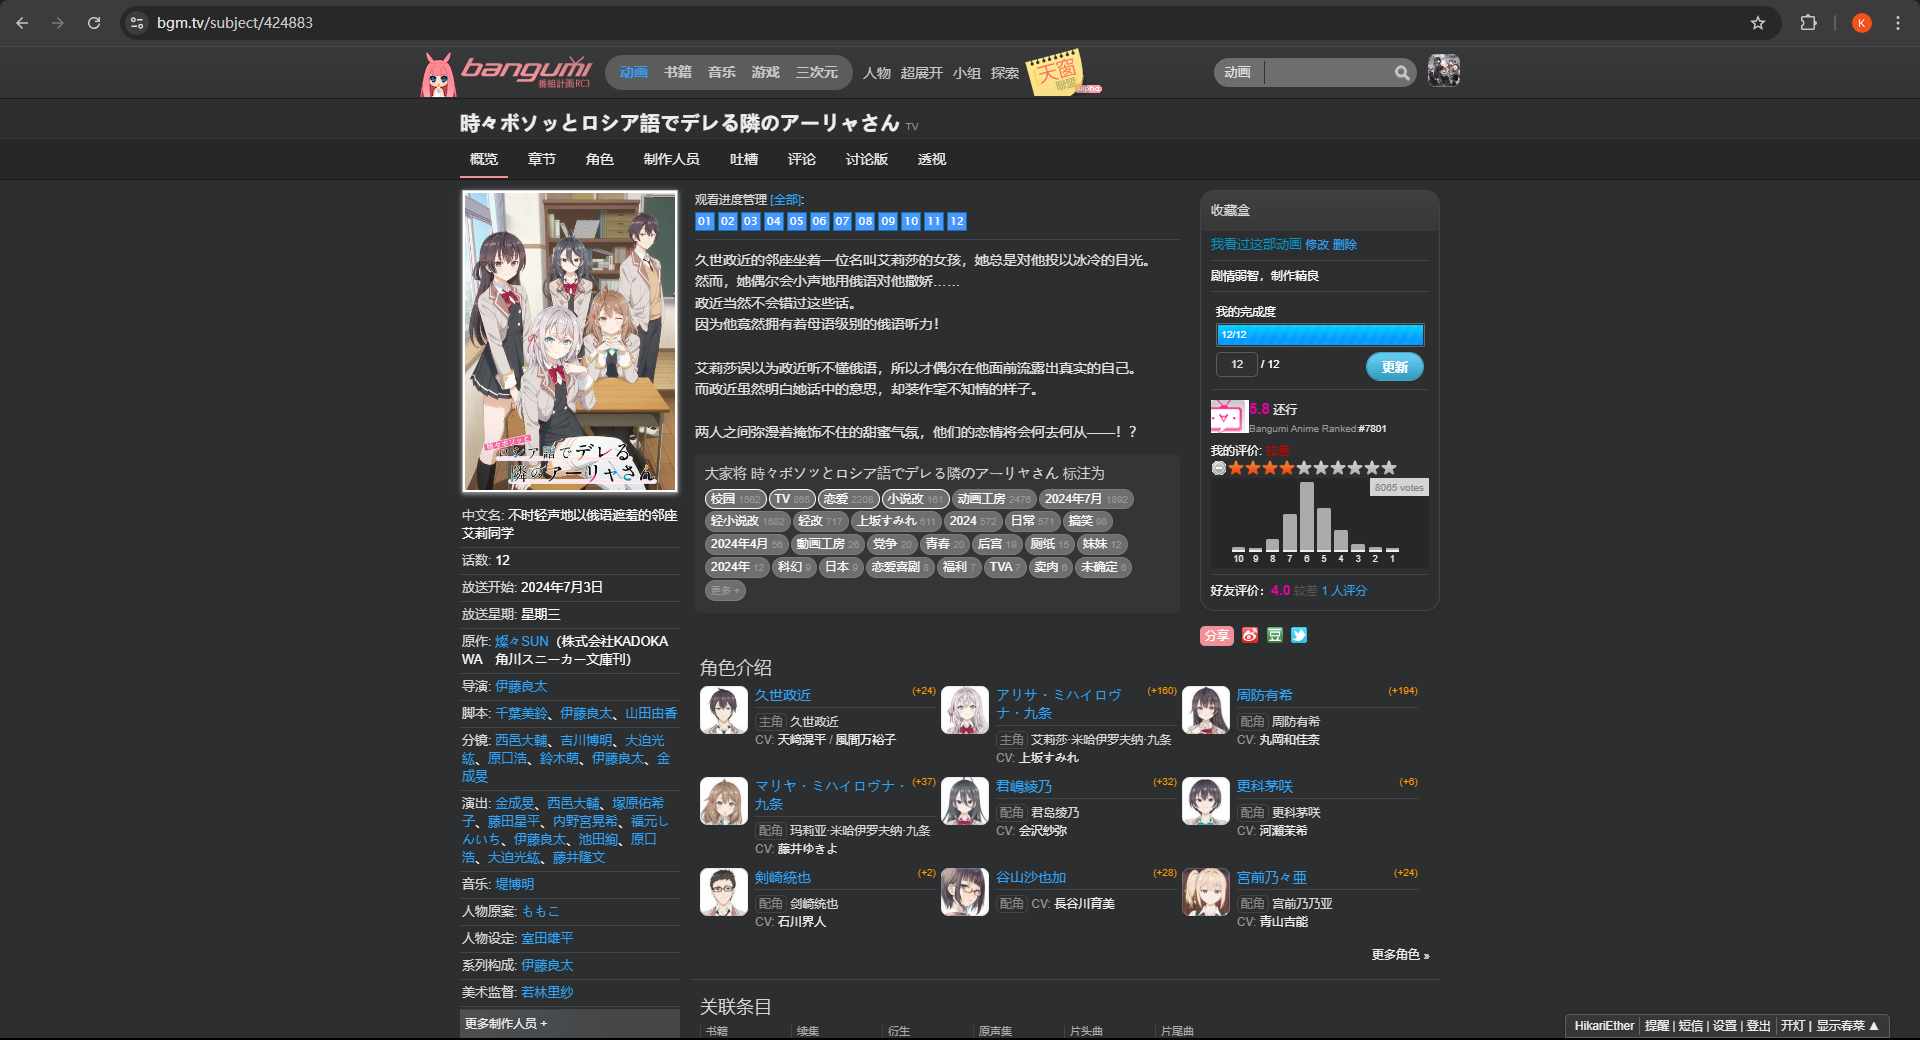 bgm.tv/subject/424883
K
bangumi
番組計画 RC3
动画 书籍 音乐 游戏 三次元
人物 超展开 小组 探索
天窗
聯盟
alpha
动画
時々ボソッとロシア語でデレる隣のアーリャさん TV
概览 章节 角色 制作人员 吐槽 评论 讨论版 透视
時々ボソッと
ロシア語でデレる
隣のアーリャさん
中文名: 不时轻声地以俄语遮羞的邻座
艾莉同学
话数: 12
放送开始: 2024年7月3日
放送星期: 星期三
原作: 燦々SUN（株式会社KADOKA
WA　角川スニーカー文庫刊）
导演: 伊藤良太
脚本: 千葉美鈴、伊藤良太、山田由香
分镜: 西邑大輔、吉川博明、大迫光
紘、原口浩、鈴木萌、伊藤良太、金
成旻
演出: 金成旻、西邑大輔、塚原佑希
子、藤田星平、内野宮晃希、福元し
んいち、伊藤良太、池田絢、原口
浩、大迫光紘、藤井隆文
音乐: 堤博明
人物原案: ももこ
人物设定: 室田雄平
系列构成: 伊藤良太
美术监督: 若林里紗
更多制作人员 +
观看进度管理 [全部]:
01 02 03 04 05 06 07 08 09 10 11 12
久世政近的邻座坐着一位名叫艾莉莎的女孩，她总是对他投以冰冷的目光。
然而，她偶尔会小声地用俄语对他撒娇……
政近当然不会错过这些话。
因为他竟然拥有着母语级别的俄语听力！
艾莉莎误以为政近听不懂俄语，所以才偶尔在他面前流露出真实的自己。
而政近虽然明白她话中的意思，却装作毫不知情的样子。
两人之间弥漫着掩饰不住的甜蜜气氛，他们的恋情将会何去何从——！？
大家将 時々ボソッとロシア語でデレる隣のアーリャさん 标注为
校园 1562 TV 865 恋爱 2208 小说改 161 动画工房 2476 2024年7月 1892
轻小说改 1682 轻改 717 上坂すみれ 611 2024 572 日常 571 搞笑 98
2024年4月 56 動画工房 26 党争 20 青春 20 后宫 19 厕纸 15 妹妹 12
2024年 12 科幻 9 日本 9 恋爱喜剧 8 福利 7 TVA 7 卖肉 6 未确定 6
更多 +
角色介绍
久世政近 (+24)
主角 久世政近
CV: 天﨑滉平 / 風間万裕子
アリサ・ミハイロヴ (+160)
ナ・九条
主角 艾莉莎·米哈伊罗夫纳·九条
CV: 上坂すみれ
周防有希 (+194)
配角 周防有希
CV: 丸岡和佳奈
マリヤ・ミハイロヴナ・ (+37)
九条
配角 玛莉亚·米哈伊罗夫纳·九条
CV: 藤井ゆきよ
君嶋綾乃 (+32)
配角 君岛绫乃
CV: 会沢紗弥
更科茅咲 (+6)
配角 更科茅咲
CV: 河瀬茉希
剣崎統也 (+2)
配角 剑崎统也
CV: 石川界人
谷山沙也加 (+28)
配角 CV: 長谷川育美
宮前乃々亜 (+24)
配角 宫前乃乃亚
CV: 青山吉能
更多角色 »
关联条目
书籍 续集 衍生 原声集 片头曲 片尾曲
收藏盒
我看过这部动画 修改 删除
剧情弱智，制作精良
我的完成度
12/12
12 / 12
更新
5.8 还行
Bangumi Anime Ranked:#7801
我的评价: 较差
8065 votes
10 9 8 7 6 5 4 3 2 1
好友评价: 4.0 较差 1 人评分
分享 豆
HikariEther 提醒 | 短信 | 设置 | 登出 开灯 | 显示春菜 ▲